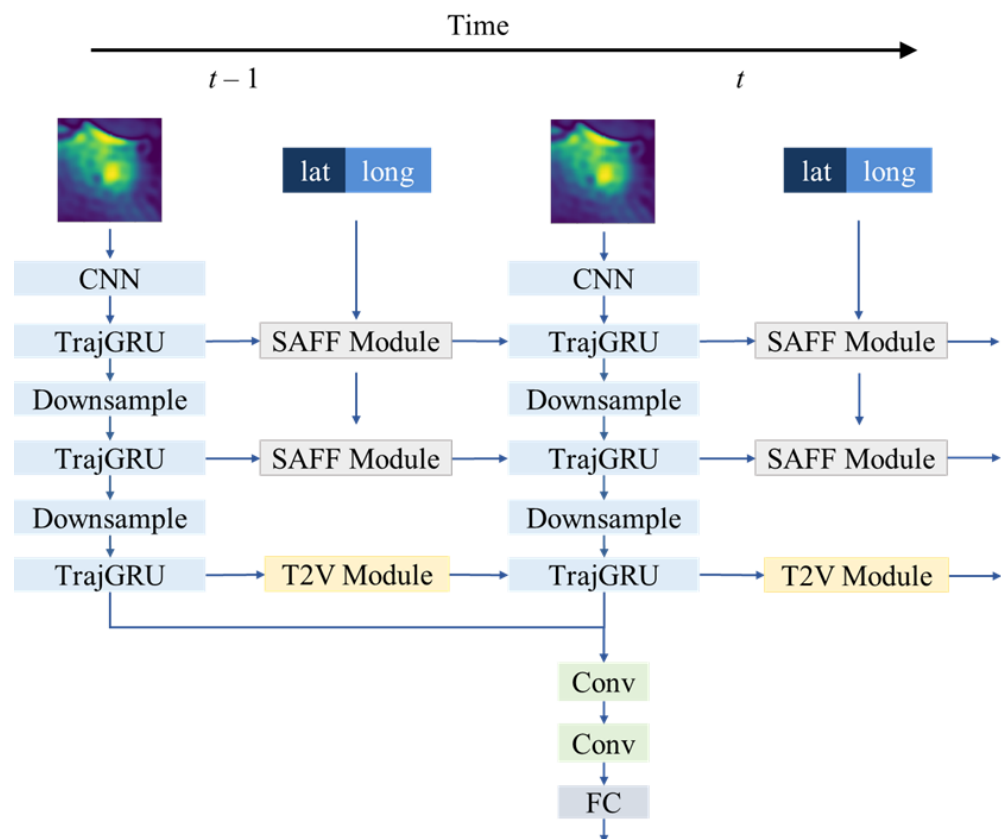 Time
t – 1
t
lat long
lat long
CNN
CNN
TrajGRU
SAFF Module
TrajGRU
SAFF Module
Downsample
Downsample
TrajGRU
SAFF Module
TrajGRU
SAFF Module
Downsample
Downsample
TrajGRU
T2V Module
TrajGRU
T2V Module
Conv
Conv
FC